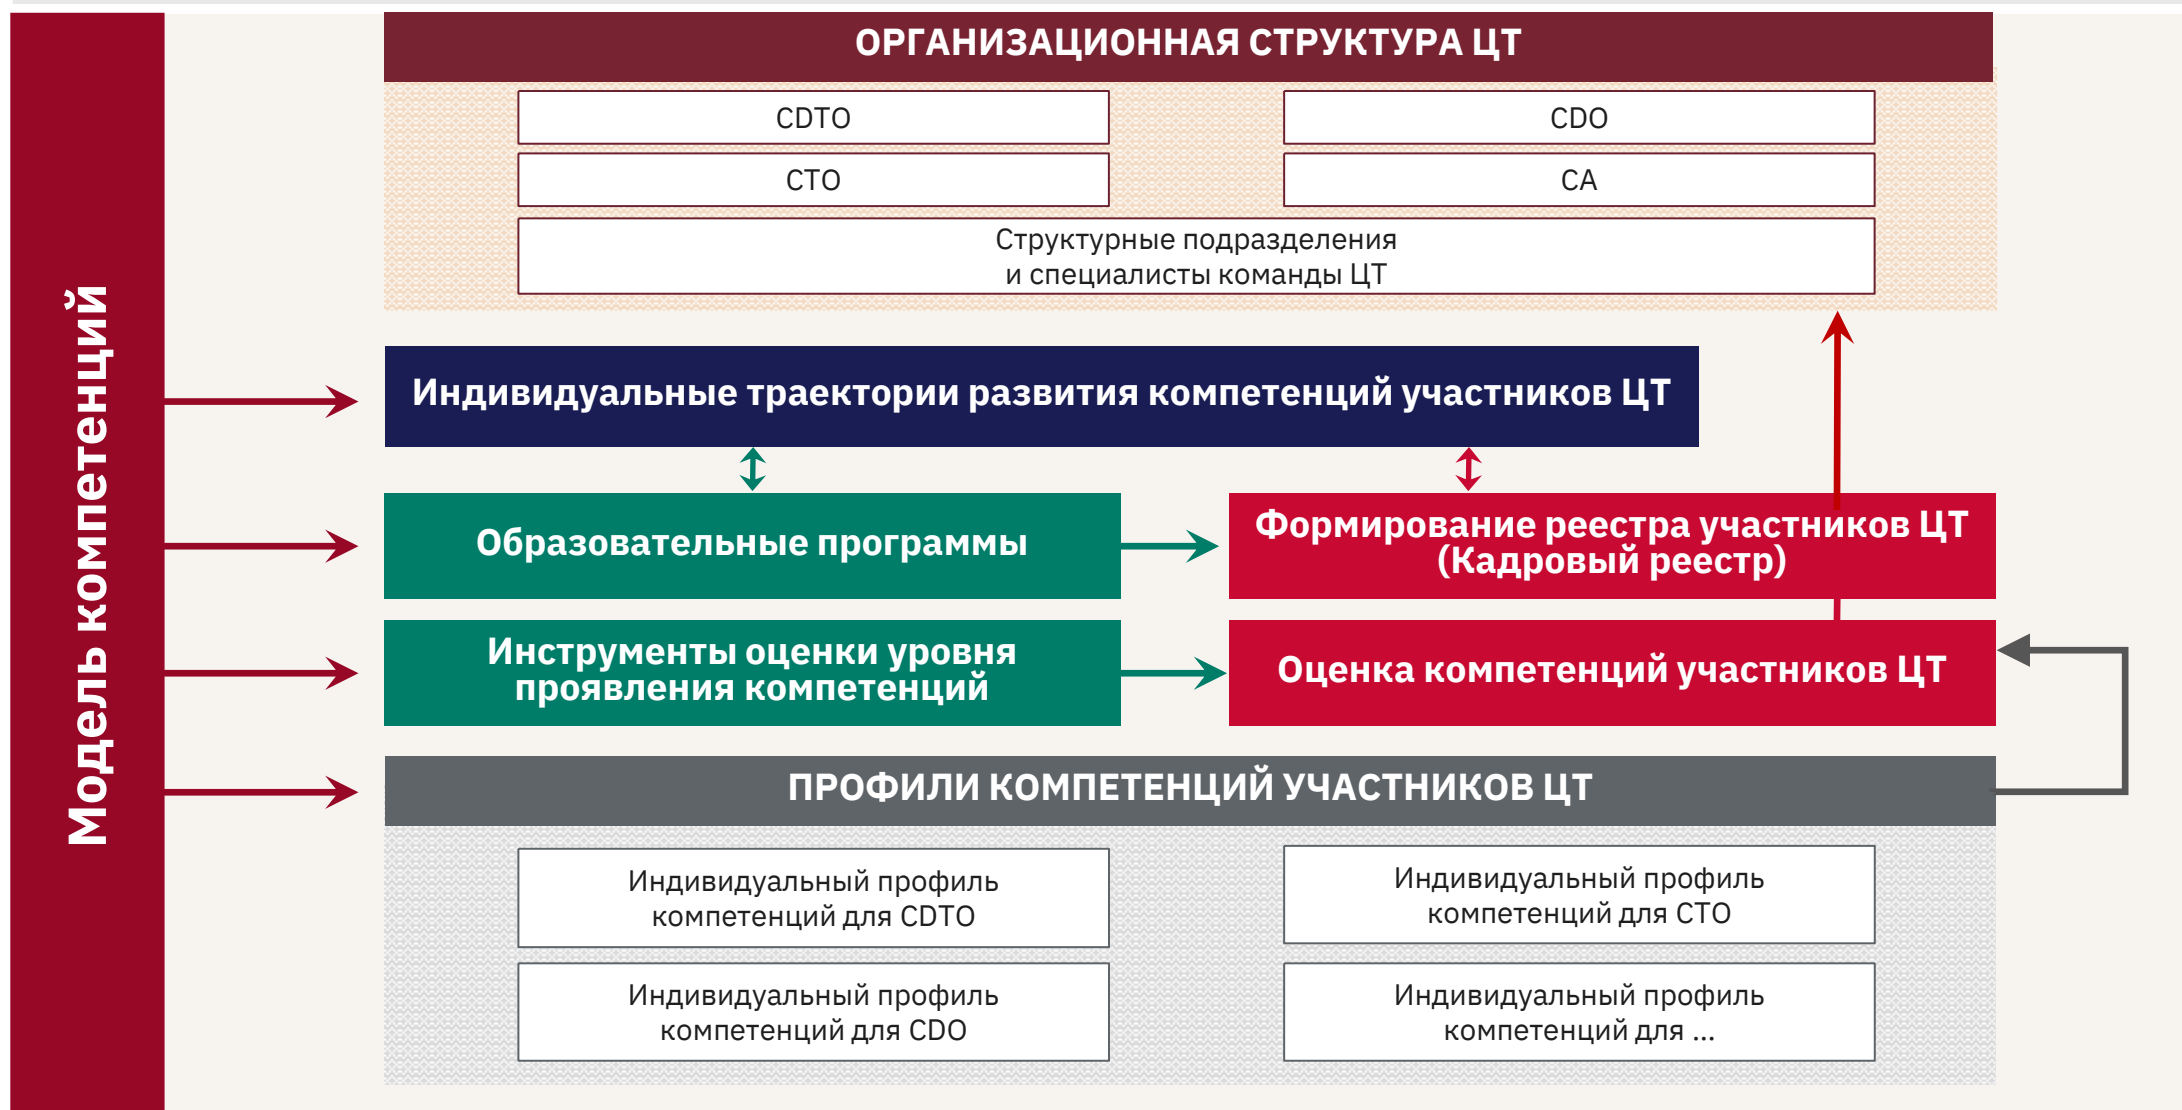 Модель компетенций
ОРГАНИЗАЦИОННАЯ СТРУКТУРА ЦТ
CDTO
CDO
CTO
CA
Структурные подразделения
и специалисты команды ЦТ
Индивидуальные траектории развития компетенций участников ЦТ
Образовательные программы
Формирование реестра участников ЦТ
(Кадровый реестр)
Инструменты оценки уровня
проявления компетенций
Оценка компетенций участников ЦТ
ПРОФИЛИ КОМПЕТЕНЦИЙ УЧАСТНИКОВ ЦТ
Индивидуальный профиль
компетенций для CDTO
Индивидуальный профиль
компетенций для CTO
Индивидуальный профиль
компетенций для CDO
Индивидуальный профиль
компетенций для ...